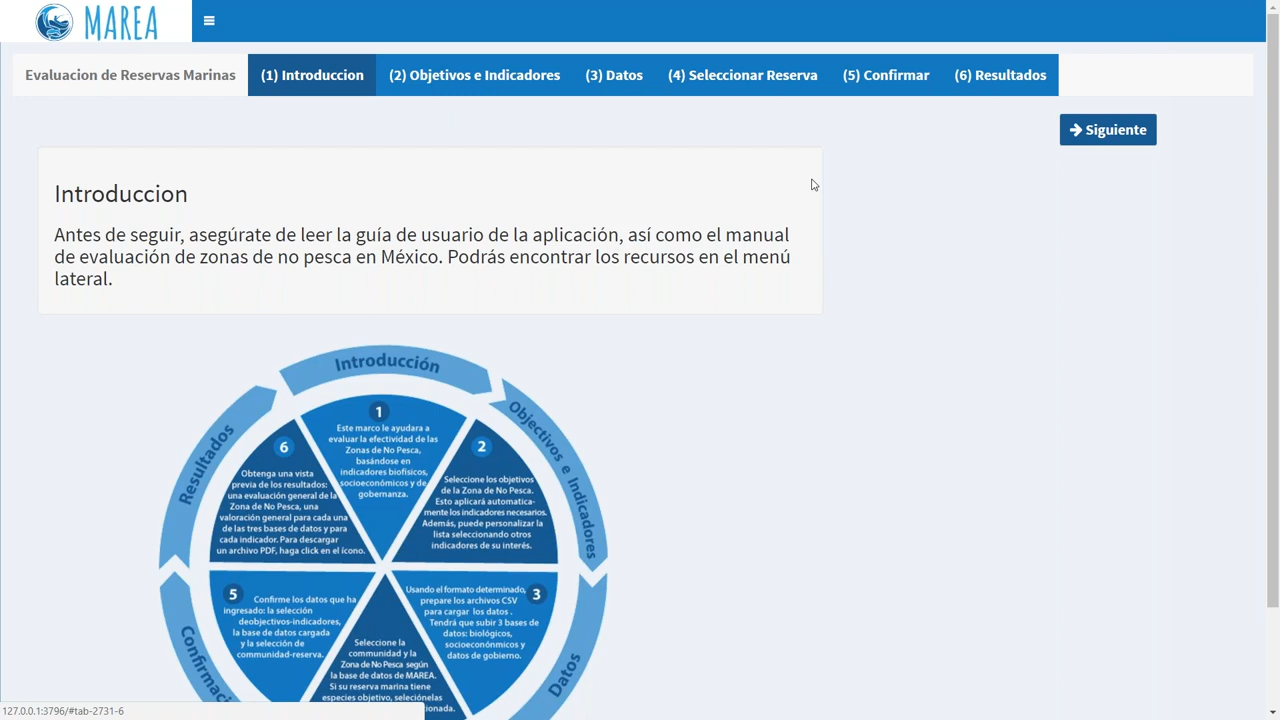 MAREA
Evaluacion de Reservas Marinas
(1) Introduccion
(2) Objetivos e Indicadores
(3) Datos
(4) Seleccionar Reserva
(5) Confirmar
(6) Resultados
Siguiente
Introduccion
Antes de seguir, asegúrate de leer la guía de usuario de la aplicación, así como el manual
de evaluación de zonas de no pesca en México. Podrás encontrar los recursos en el menú
lateral.
Introducción
1
Este marco le ayudara a
evaluar la efectividad de las
Zonas de No Pesca,
basándose en
indicadores biofísicos,
socioeconómicos y de
gobernanza.
Objectivos e Indicadores
2
Seleccione los objetivos
de la Zona de No Pesca.
Esto aplicará automatica-
mente los indicadores necesarios.
Además, puede personalizar la
lista seleccionando otros
indicadores de su interés.
Datos
3
Usando el formato determinado,
prepare los archivos CSV
para cargar los datos .
Tendrá que subir 3 bases de
datos: biológicos,
socioeconónmicos y
datos de gobierno.
Seleccione la
communidad y la
Zona de No Pesca según
la base de datos de MAREA.
Si su reserva marina tiene
especies objetivo, seleciónelas
ionada.
Confirmaci
5
Confirme los datos que ha
ingresado: la selección
deobjectivos-indicadores,
la base de datos cargada
y la selección de
communidad-reserva.
Resultados
6
Obtenga una vista
previa de los resultados:
una evaluación general de la
Zona de No Pesca, una
valoración general para cada una
de las tres bases de datos y para
cada indicador. Para descargar
un archivo PDF, haga click en el ícono.
127.0.0.1:3796/#tab-2731-6